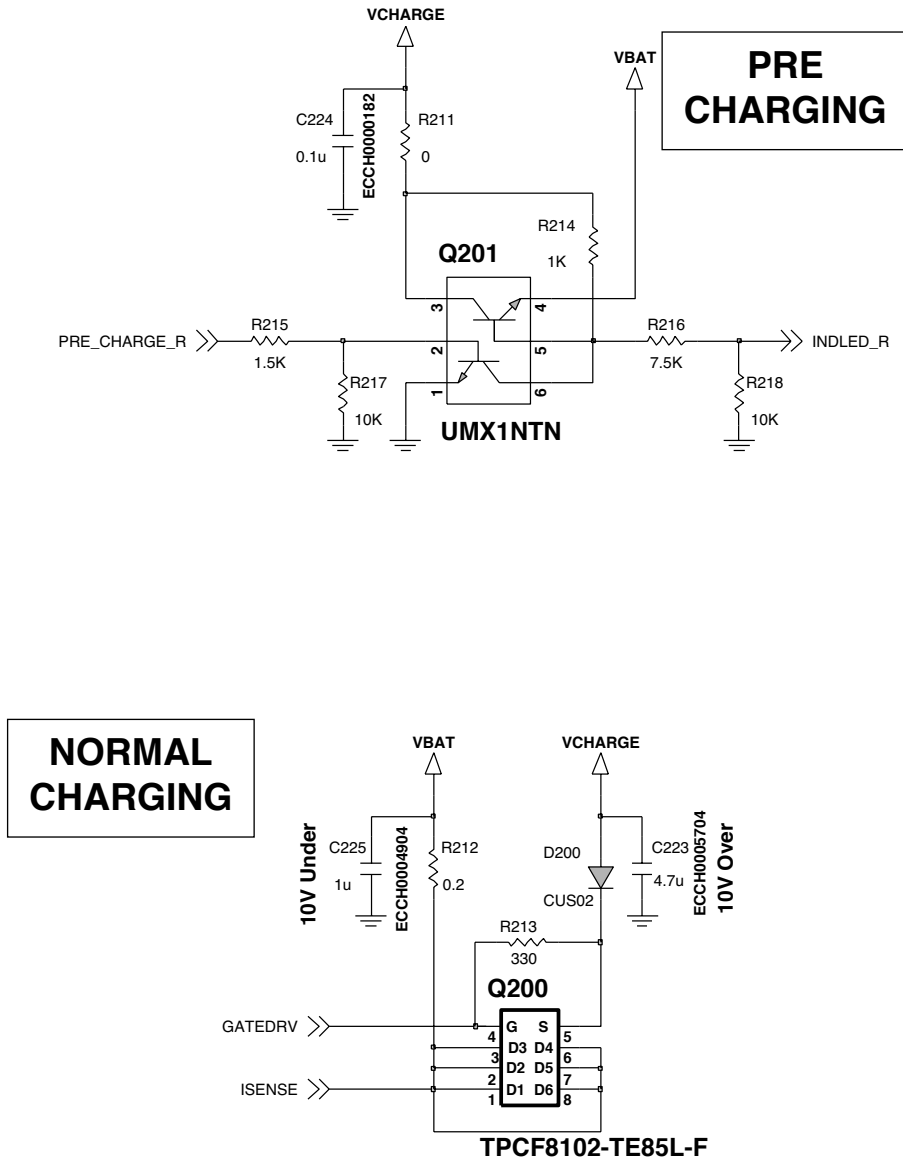 VCHARGE
VBAT
PRE
CHARGING
C224
0.1u
ECCH0000182
R211
0
R214
1K
Q201
3
4
PRE_CHARGE_R
R215
1.5K
2
5
R216
7.5K
INDLED_R
R217
10K
1
6
R218
10K
UMX1NTN
NORMAL
CHARGING
VBAT
VCHARGE
10V Under
C225
1u
ECCH0004904
R212
0.2
D200
CUS02
C223
4.7u
ECCH0005704
10V Over
R213
330
Q200
GATEDRV
G S
4 5
D3 D4
3 6
D2 D5
2 7
ISENSE
D1 D6
1 8
TPCF8102-TE85L-F